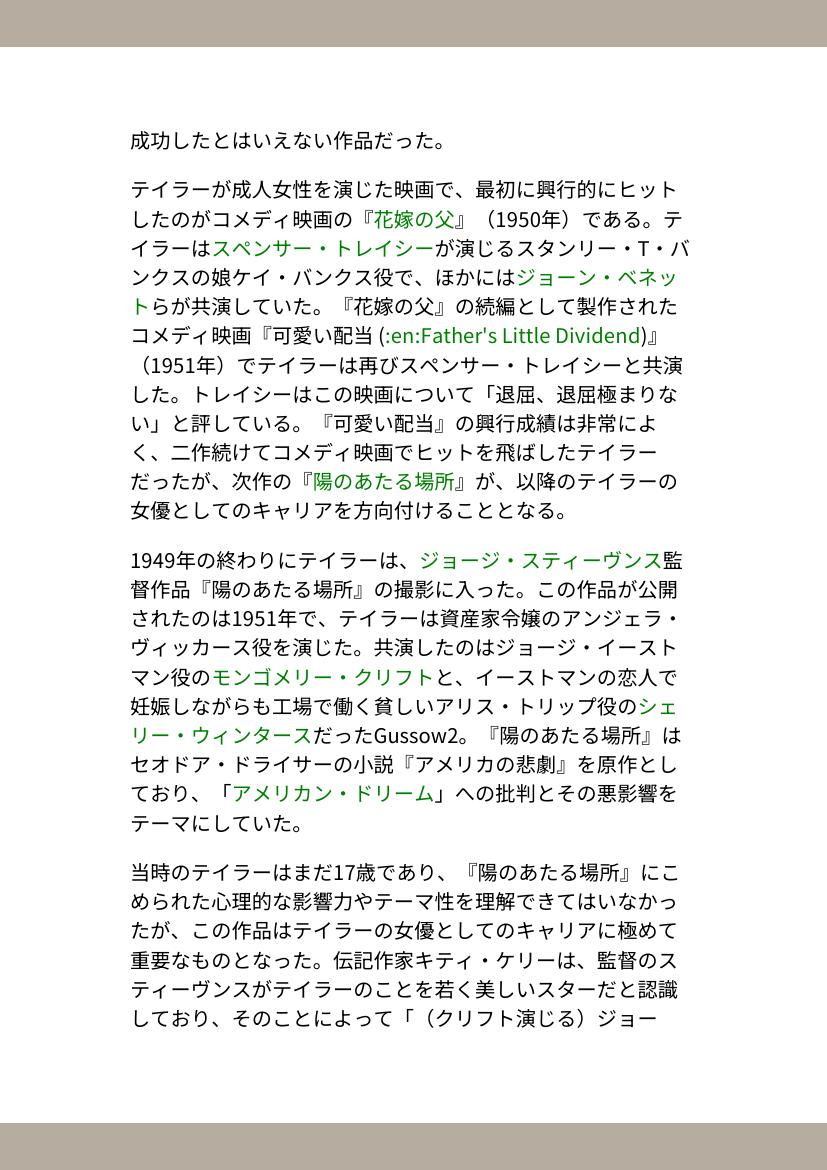 成功したとはいえない作品だった。
テイラーが成人女性を演じた映画で、最初に興行的にヒット
したのがコメディ映画の『花嫁の父』（1950年）である。テ
イラーはスペンサー・トレイシーが演じるスタンリー・T・バ
ンクスの娘ケイ・バンクス役で、ほかにはジョーン・ベネッ
トらが共演していた。『花嫁の父』の続編として製作された
コメディ映画『可愛い配当 (:en:Father's Little Dividend)』
（1951年）でテイラーは再びスペンサー・トレイシーと共演
した。トレイシーはこの映画について「退屈、退屈極まりな
い」と評している。『可愛い配当』の興行成績は非常によ
く、二作続けてコメディ映画でヒットを飛ばしたテイラー
だったが、次作の『陽のあたる場所』が、以降のテイラーの
女優としてのキャリアを方向付けることとなる。
1949年の終わりにテイラーは、ジョージ・スティーヴンス監
督作品『陽のあたる場所』の撮影に入った。この作品が公開
されたのは1951年で、テイラーは資産家令嬢のアンジェラ・
ヴィッカース役を演じた。共演したのはジョージ・イースト
マン役のモンゴメリー・クリフトと、イーストマンの恋人で
妊娠しながらも工場で働く貧しいアリス・トリップ役のシェ
リー・ウィンタースだったGussow2。『陽のあたる場所』は
セオドア・ドライサーの小説『アメリカの悲劇』を原作とし
ており、「アメリカン・ドリーム」への批判とその悪影響を
テーマにしていた。
当時のテイラーはまだ17歳であり、『陽のあたる場所』にこ
められた心理的な影響力やテーマ性を理解できてはいなかっ
たが、この作品はテイラーの女優としてのキャリアに極めて
重要なものとなった。伝記作家キティ・ケリーは、監督のス
ティーヴンスがテイラーのことを若く美しいスターだと認識
しており、そのことによって「（クリフト演じる）ジョー